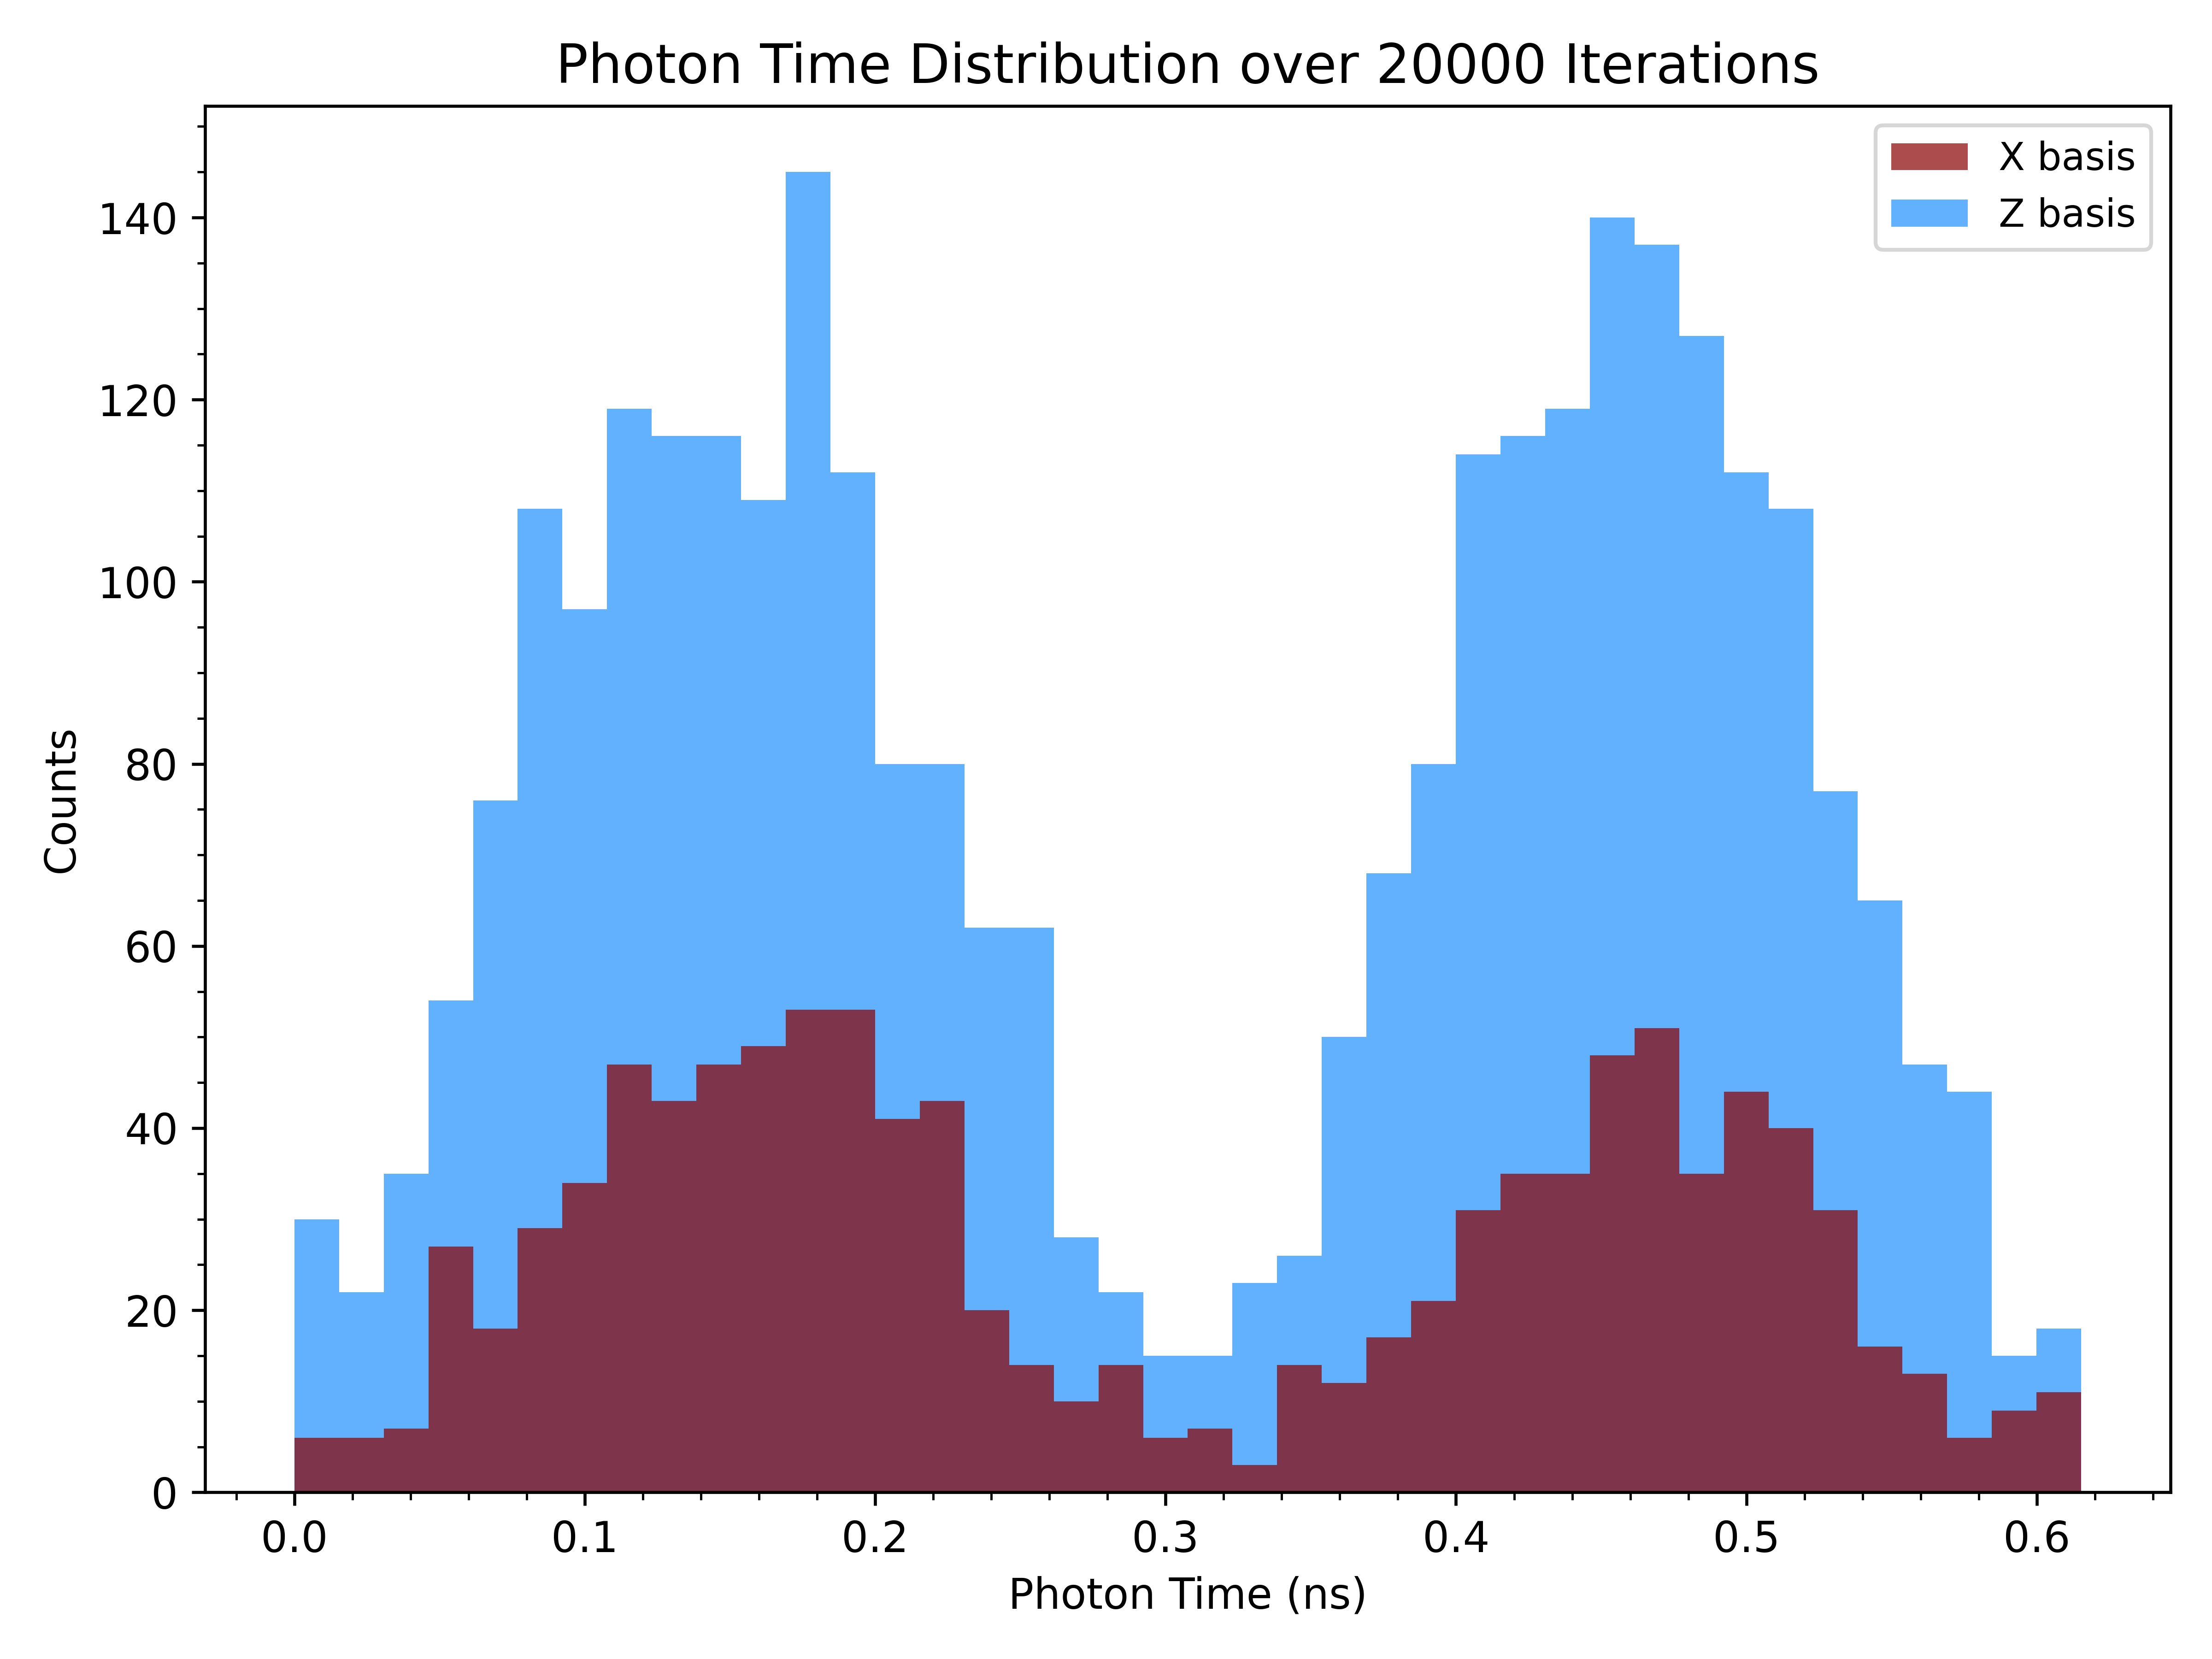 Photon Time Distribution over 20000 Iterations
X basis
Z basis
140
120
100
80
60
40
20
0
Counts
0.0 0.1 0.2 0.3 0.4 0.5 0.6
Photon Time (ns)